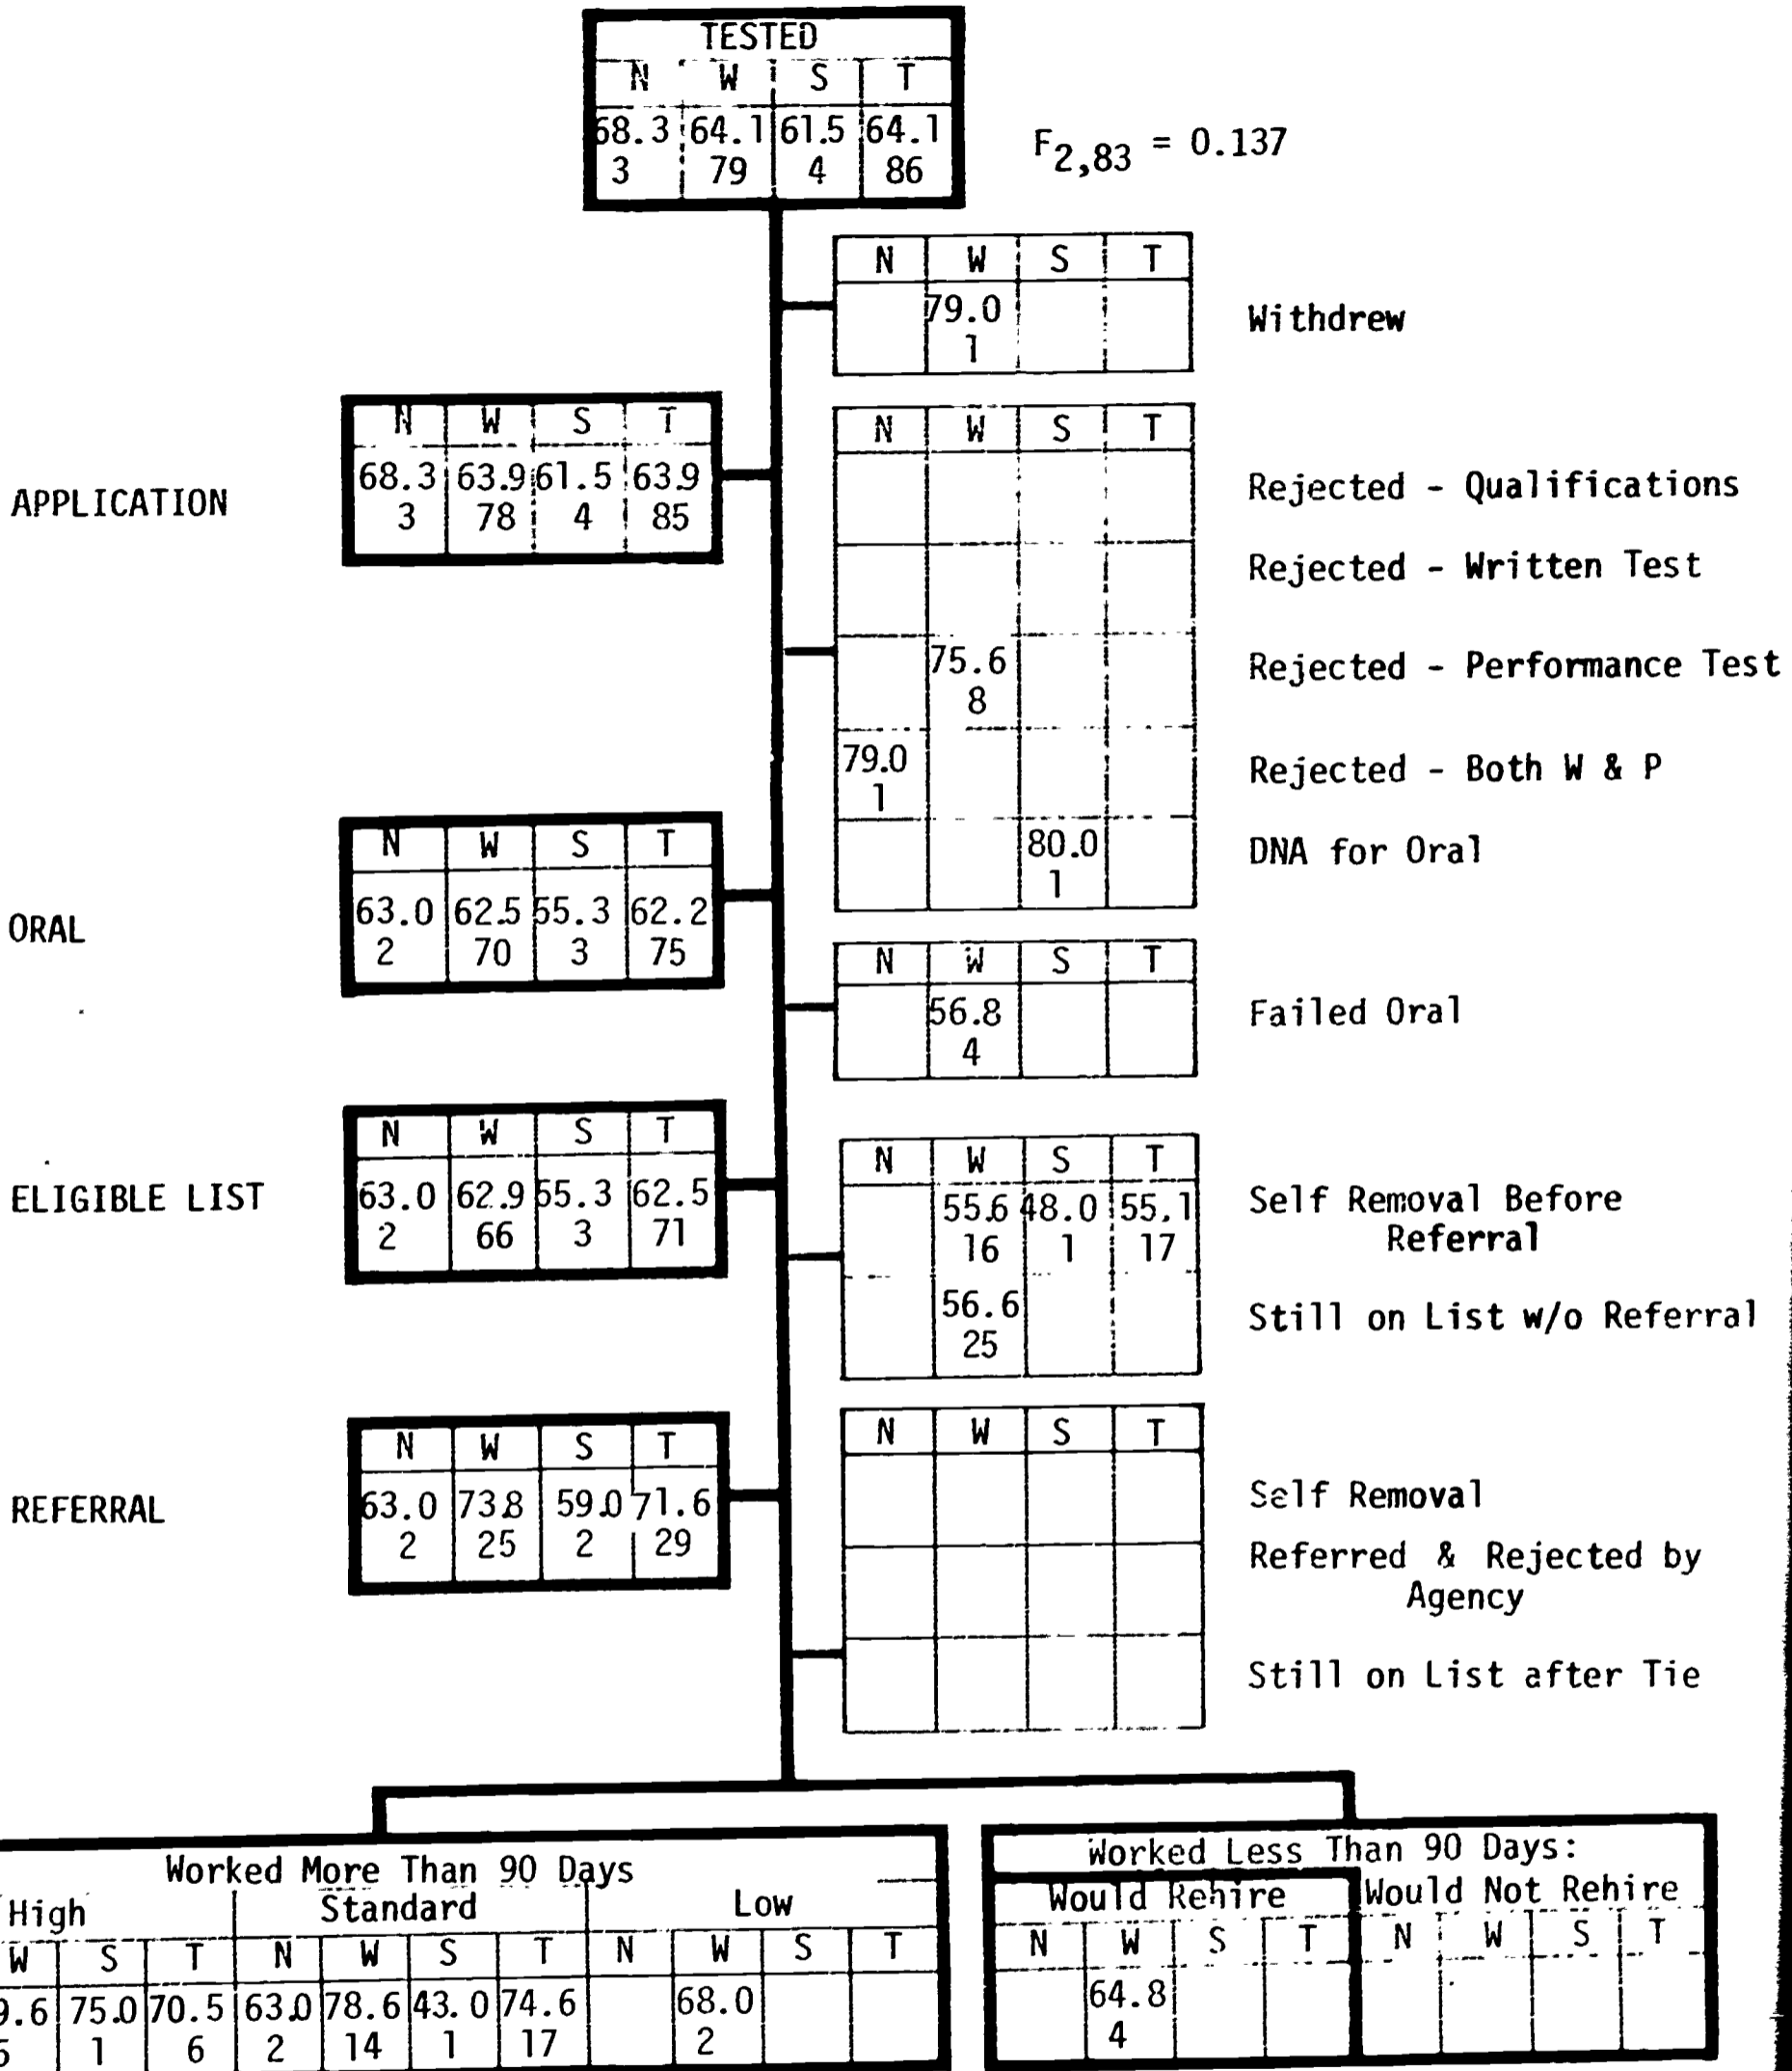 TESTED
N W S T
68.3 64.1 61.5 64.1
3 79 4 86
F2,83 = 0.137
N W S T
79.0
1
Withdrew
APPLICATION
N W S T
68.3 63.9 61.5 63.9
3 78 4 85
N W S T
Rejected - Qualifications
Rejected - Written Test
75.6
8
Rejected - Performance Test
79.0
1
Rejected - Both W & P
80.0
1
DNA for Oral
ORAL
N W S T
63.0 62.5 55.3 62.2
2 70 3 75
N W S T
56.8
4
Failed Oral
ELIGIBLE LIST
N W S T
63.0 62.9 55.3 62.5
2 66 3 71
N W S T
55.6 48.0 55.1
16 1 17
Self Removal Before
Referral
56.6
25
Still on List w/o Referral
REFERRAL
N W S T
63.0 73.8 59.0 71.6
2 25 2 29
N W S T
Self Removal
Referred & Rejected by
Agency
Still on List after Tie
Worked More Than 90 Days
High Standard Low
W S T N W S T N W S T
9.6 75.0 70.5 63.0 78.6 43.0 74.6 68.0
5 1 6 2 14 1 17 2
Worked Less Than 90 Days:
Would Rehire Would Not Rehire
N W S T N W S T
64.8
4